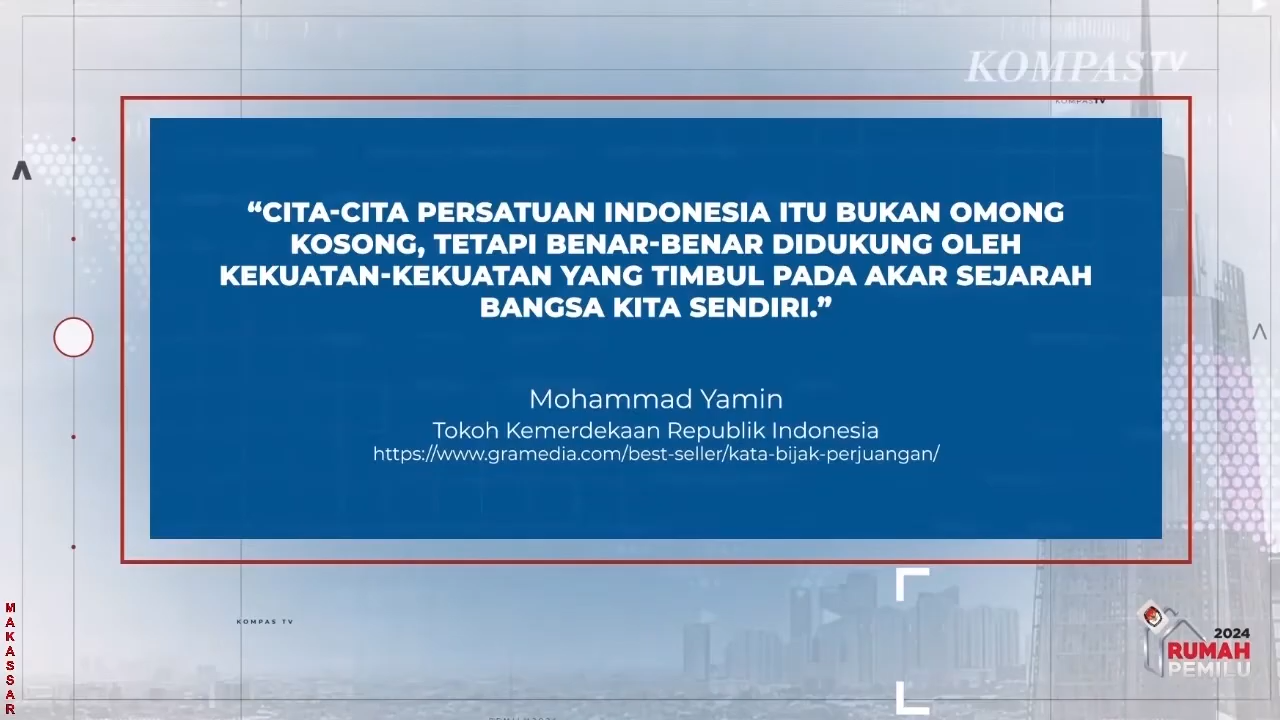 KOMPASTV
KOMPASTV
“CITA-CITA PERSATUAN INDONESIA ITU BUKAN OMONG
KOSONG, TETAPI BENAR-BENAR DIDUKUNG OLEH
KEKUATAN-KEKUATAN YANG TIMBUL PADA AKAR SEJARAH
BANGSA KITA SENDIRI.”
Mohammad Yamin
Tokoh Kemerdekaan Republik Indonesia
https://www.gramedia.com/best-seller/kata-bijak-perjuangan/
MAKASSAR
KOMPAS TV
2024
RUMAH
PEMILU